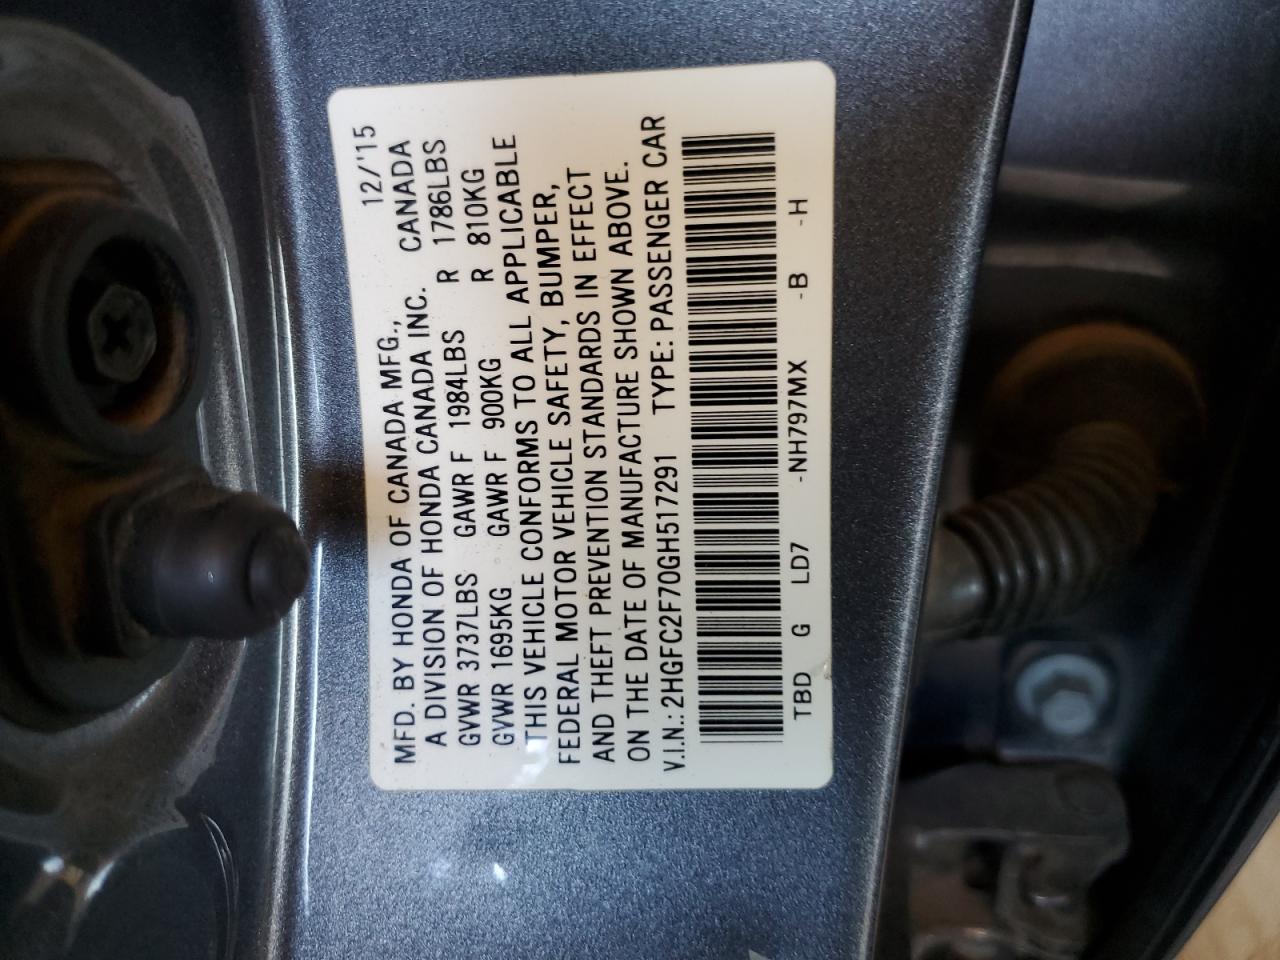 12/'15
MFD. BY HONDA OF CANADA MFG.,
A DIVISION OF HONDA CANADA INC. CANADA
GVWR 3737LBS GAWR F 1984LBS R 1786LBS
GVWR 1695KG GAWR F 900KG R 810KG
THIS VEHICLE CONFORMS TO ALL APPLICABLE
FEDERAL MOTOR VEHICLE SAFETY, BUMPER,
AND THEFT PREVENTION STANDARDS IN EFFECT
ON THE DATE OF MANUFACTURE SHOWN ABOVE.
V.I.N.: 2HGFC2F70GH517291 TYPE: PASSENGER CAR
TBD G LD7 -NH797MX -B -H